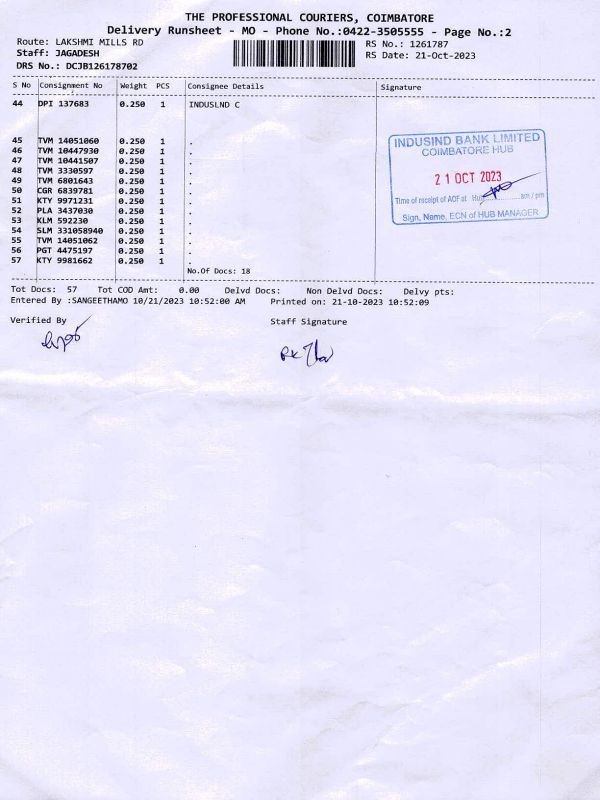 THE PROFESSIONAL COURIERS, COIMBATORE
Delivery Runsheet - MO - Phone No.:0422-3505555 - Page No.:2
Route: LAKSHMI MILLS RD
RS No.: 1261787
Staff: JAGADESH
RS Date: 21-Oct-2023
DRS No.: DCJB126178702
S No Consignment No Weight PCS Consignee Details Signature
44 DPI 137683 0.250 1 INDUSLND C
45 TVM 14051060 0.250 1 .
46 TVM 10447930 0.250 1 .
47 TVM 10441507 0.250 1 .
48 TVM 3330597 0.250 1 .
49 TVM 6801643 0.250 1 .
50 CGR 6839781 0.250 1 .
51 KTY 9971231 0.250 1 .
52 PLA 3437030 0.250 1 .
53 KLM 592230 0.250 1 .
54 SLM 331058940 0.250 1 .
55 TVM 14051062 0.250 1 .
56 PGT 4475197 0.250 1 .
57 KTY 9981662 0.250 1 .
No.Of Docs: 18
INDUSIND BANK LIMITED
COIMBATORE HUB
21 OCT 2023
Time of receipt of AOF at Hub.............am / pm
Sign, Name, ECN of HUB MANAGER
Tot Docs: 57 Tot COD Amt: 0.00 Delvd Docs: Non Delvd Docs: Delvy pts:
Entered By :SANGEETHAMO 10/21/2023 10:52:00 AM Printed on: 21-10-2023 10:52:09
Verified By Staff Signature